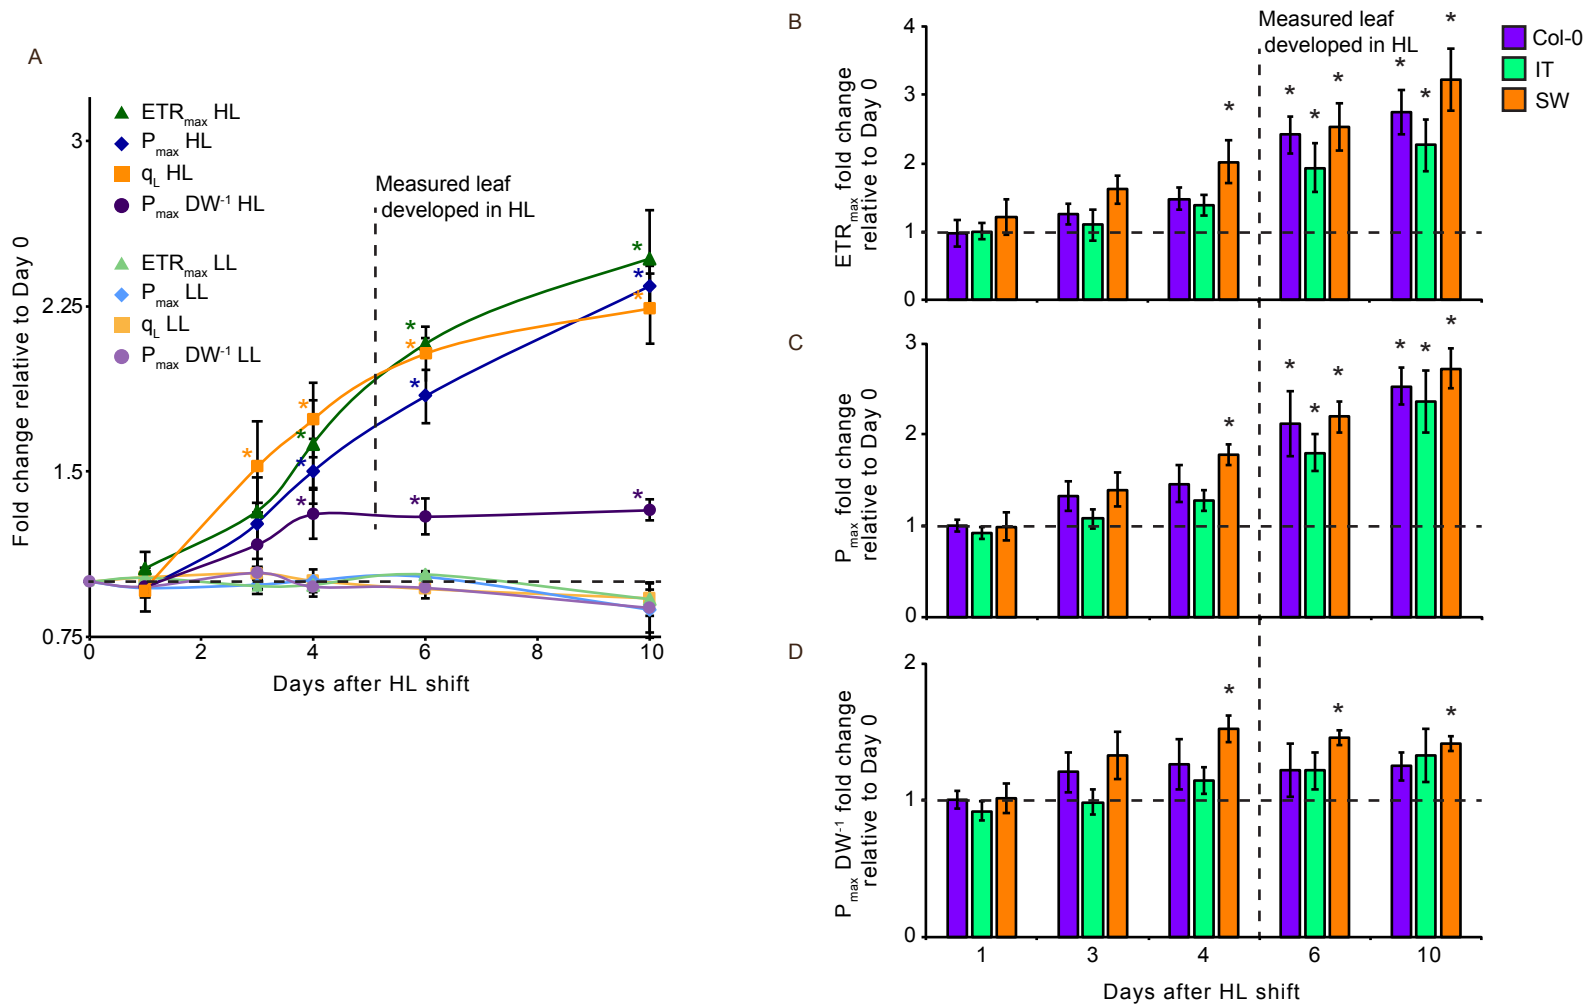 A
ETRmax HL
Pmax HL
qL HL
Pmax DW-1 HL
ETRmax LL
Pmax LL
qL LL
Pmax DW-1 LL
Measured leaf
developed in HL
Fold change relative to Day 0
3
2.25
1.5
0.75
0 2 4 6 8 10
Days after HL shift
B
Measured leaf
developed in HL
Col-0
IT
SW
ETRmax fold change
relative to Day 0
4
3
2
1
0
C
Pmax fold change
relative to Day 0
3
2
1
0
D
Pmax DW-1 fold change
relative to Day 0
2
1
0
1 3 4 6 10
Days after HL shift